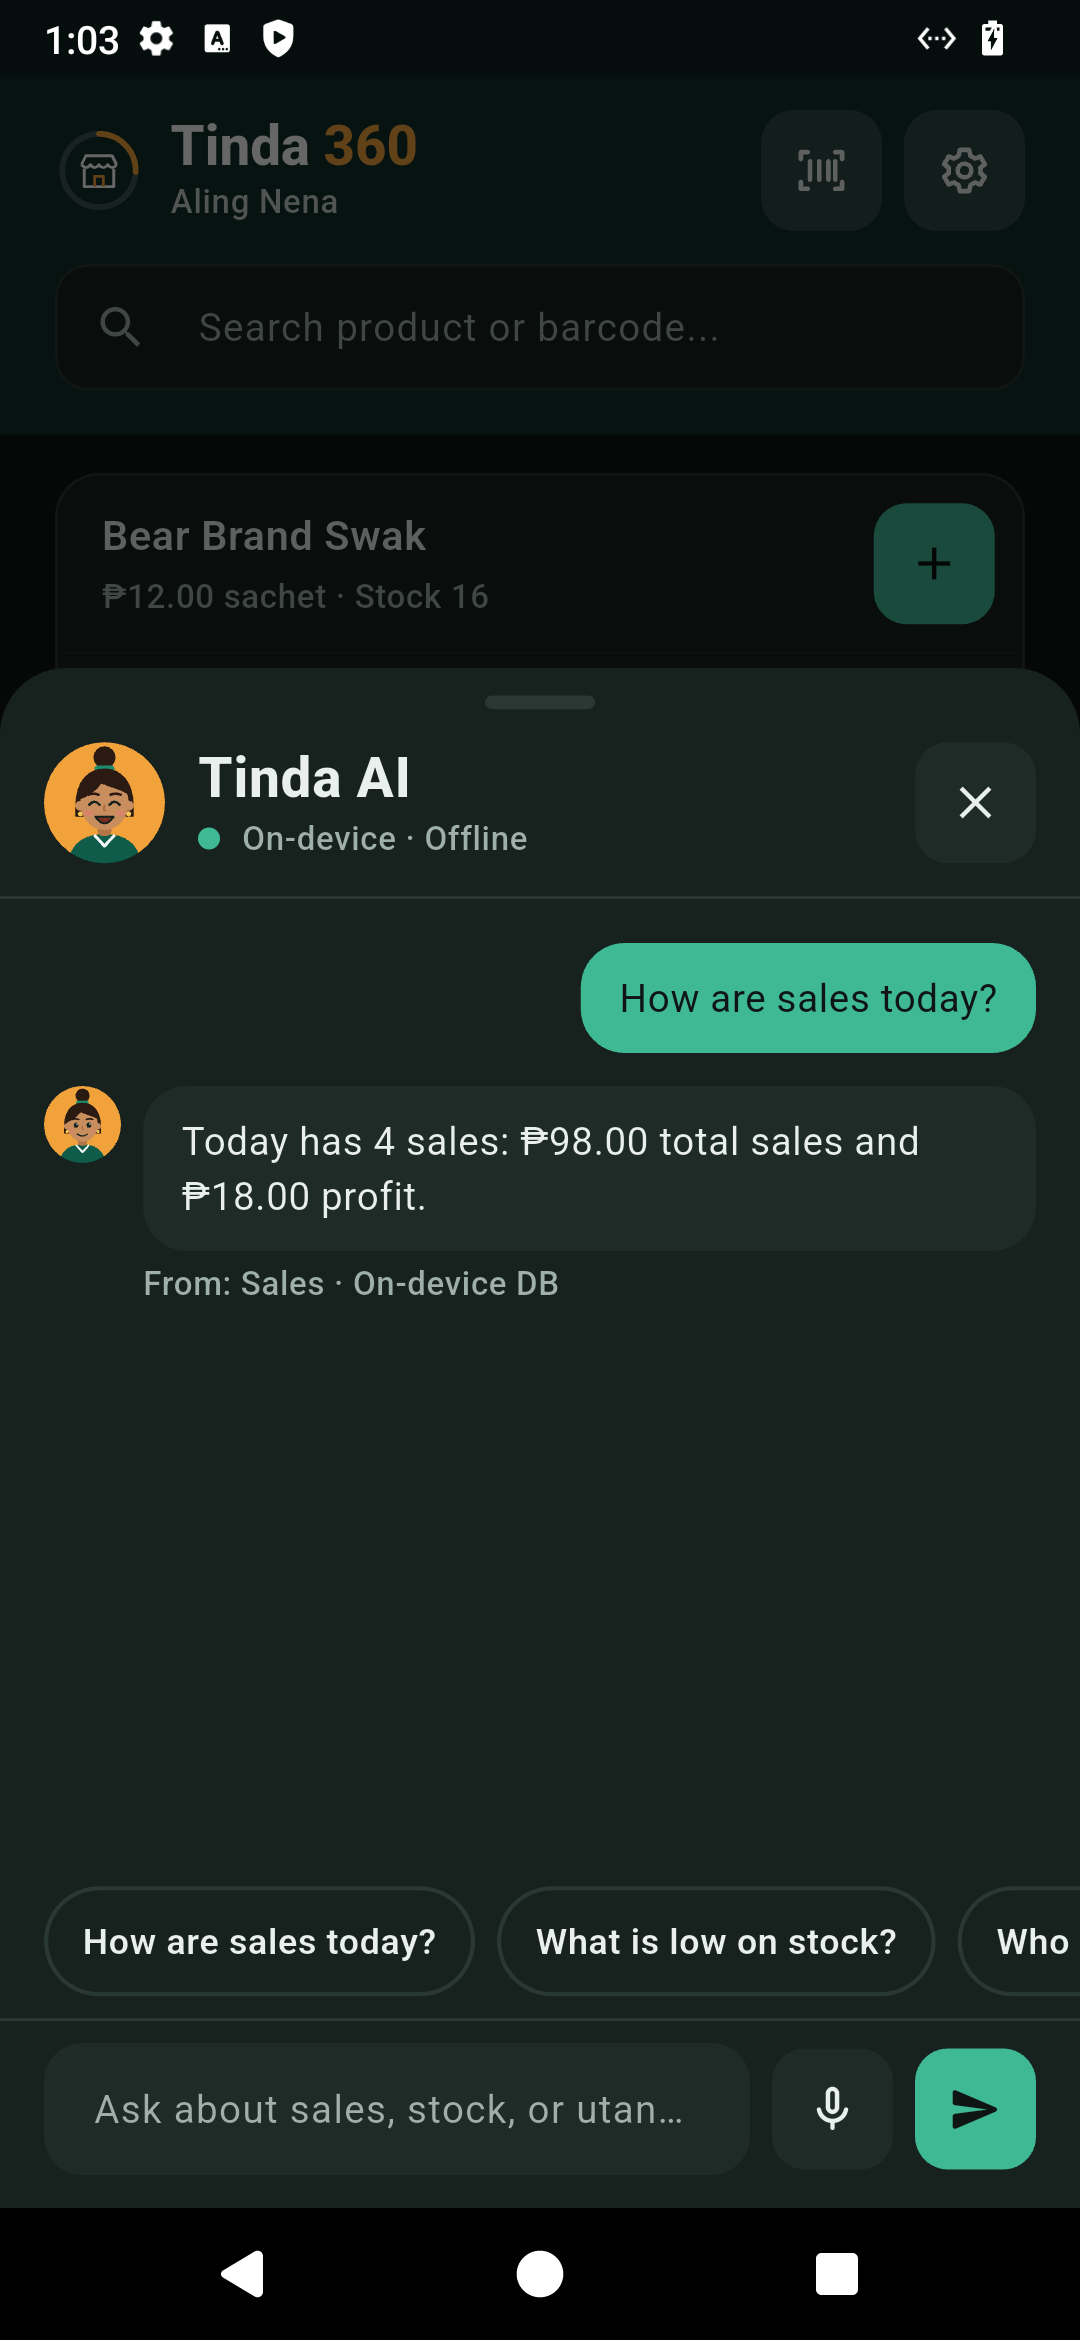 1:03
Tinda 360
Aling Nena
Search product or barcode...
Bear Brand Swak
₱12.00 sachet · Stock 16
Tinda AI
On-device · Offline
How are sales today?
Today has 4 sales: ₱98.00 total sales and
₱18.00 profit.
From: Sales · On-device DB
How are sales today?
What is low on stock?
Who
Ask about sales, stock, or utan…